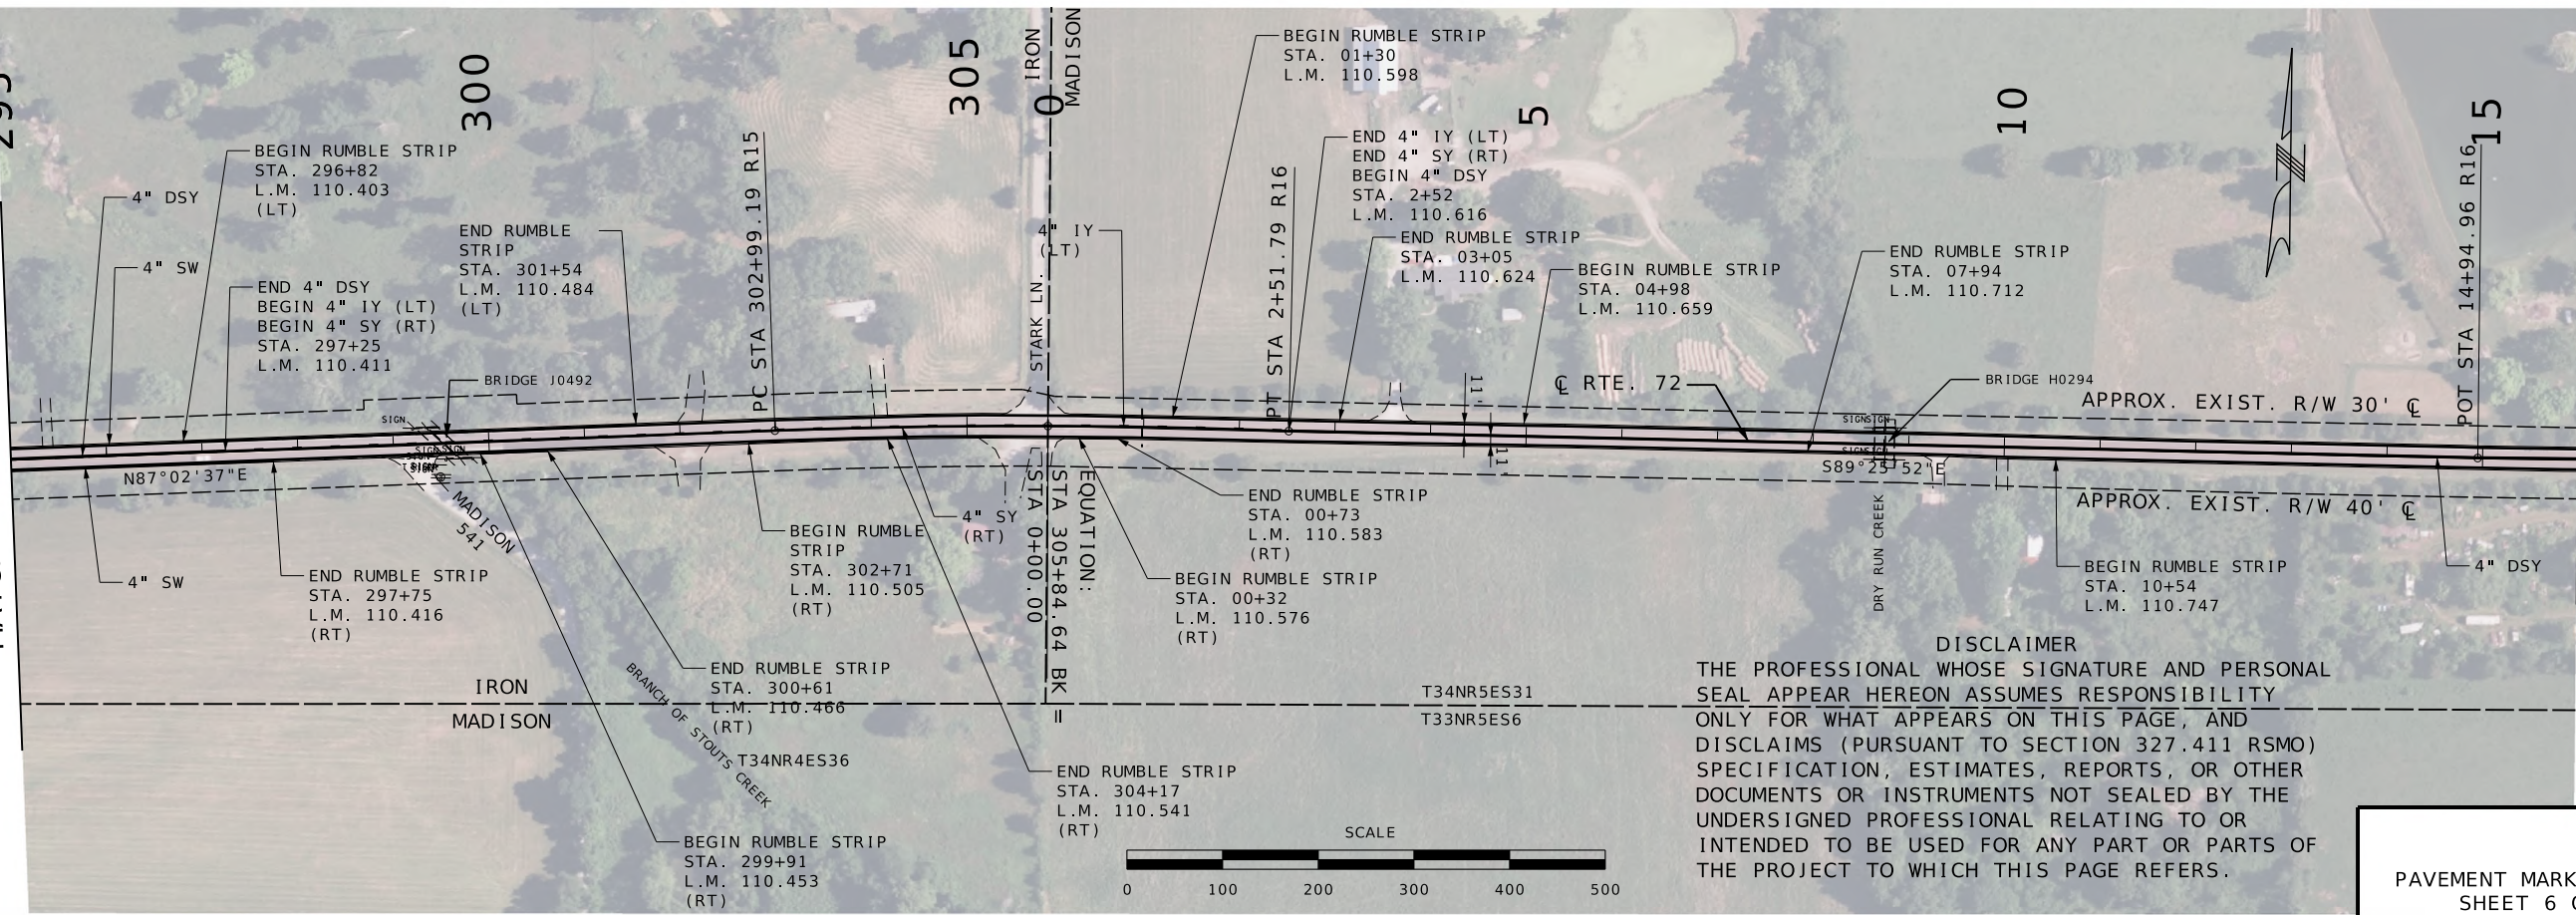 295
300
305
0
5
10
15
IRON
MADISON
BEGIN RUMBLE STRIP
STA. 01+30
L.M. 110.598
BEGIN RUMBLE STRIP
STA. 296+82
L.M. 110.403
(LT)
4" DSY
4" SW
END 4" DSY
BEGIN 4" IY (LT)
BEGIN 4" SY (RT)
STA. 297+25
L.M. 110.411
END RUMBLE
STRIP
STA. 301+54
L.M. 110.484
(LT)
BRIDGE J0492
PC STA 302+99.19 R15
STARK LN.
4" IY
(LT)
PT STA 2+51.79 R16
END 4" IY (LT)
END 4" SY (RT)
BEGIN 4" DSY
STA. 2+52
L.M. 110.616
END RUMBLE STRIP
STA. 03+05
L.M. 110.624
BEGIN RUMBLE STRIP
STA. 04+98
L.M. 110.659
END RUMBLE STRIP
STA. 07+94
L.M. 110.712
11'
11'
℄ RTE. 72
BRIDGE H0294
APPROX. EXIST. R/W 30' ℄
POT STA 14+94.96 R16
SIGN
SIGN
SIGN
SIGN
SIGN
SIGN
SIGN
N87°02'37"E
S89°25'52"E
APPROX. EXIST. R/W 40' ℄
4" SW
END RUMBLE STRIP
STA. 297+75
L.M. 110.416
(RT)
MADISON
541
BEGIN RUMBLE
STRIP
STA. 302+71
L.M. 110.505
(RT)
4" SY
(RT)
EQUATION:
STA 305+84.64 BK =
STA 0+00.00
END RUMBLE STRIP
STA. 00+73
L.M. 110.583
(RT)
BEGIN RUMBLE STRIP
STA. 00+32
L.M. 110.576
(RT)
DRY RUN CREEK
BEGIN RUMBLE STRIP
STA. 10+54
L.M. 110.747
4" DSY
END RUMBLE STRIP
STA. 300+61
L.M. 110.466
(RT)
BRANCH OF STOUTS CREEK
IRON
MADISON
T34NR4ES36
T34NR5ES31
T33NR5ES6
END RUMBLE STRIP
STA. 304+17
L.M. 110.541
(RT)
BEGIN RUMBLE STRIP
STA. 299+91
L.M. 110.453
(RT)
SCALE
0 100 200 300 400 500
DISCLAIMER
THE PROFESSIONAL WHOSE SIGNATURE AND PERSONAL
SEAL APPEAR HEREON ASSUMES RESPONSIBILITY
ONLY FOR WHAT APPEARS ON THIS PAGE, AND
DISCLAIMS (PURSUANT TO SECTION 327.411 RSMO)
SPECIFICATION, ESTIMATES, REPORTS, OR OTHER
DOCUMENTS OR INSTRUMENTS NOT SEALED BY THE
UNDERSIGNED PROFESSIONAL RELATING TO OR
INTENDED TO BE USED FOR ANY PART OR PARTS OF
THE PROJECT TO WHICH THIS PAGE REFERS.
PAVEMENT MARK
SHEET 6